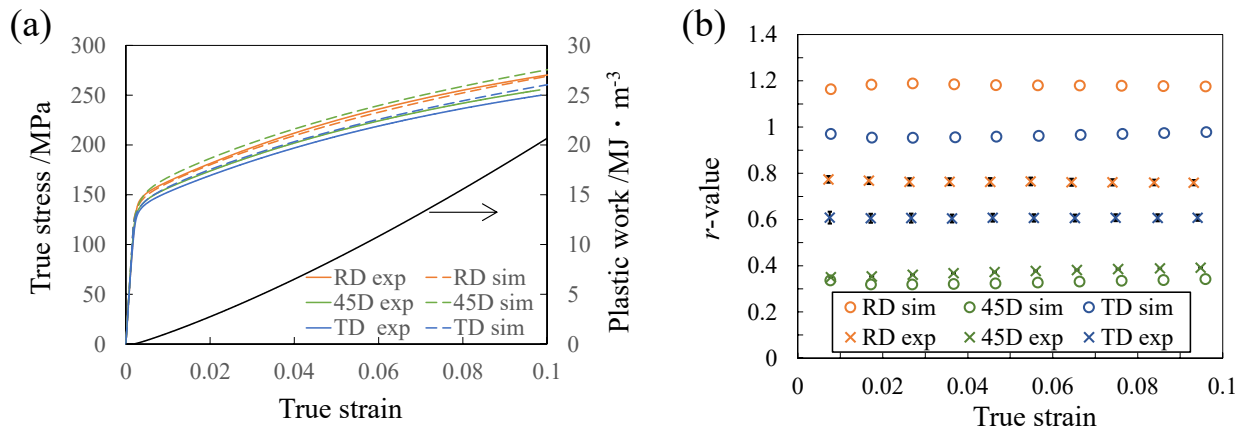 (a)
300
250
200
150
100
50
0
True stress /MPa
0
0.02
0.04
0.06
0.08
0.1
True strain
30
25
20
15
10
5
0
Plastic work /MJ・m⁻³
RD exp
RD sim
45D exp
45D sim
TD exp
TD sim
(b)
1.4
1.2
1
0.8
0.6
0.4
0.2
0
r-value
0
0.02
0.04
0.06
0.08
0.1
True strain
RD sim
45D sim
TD sim
RD exp
45D exp
TD exp